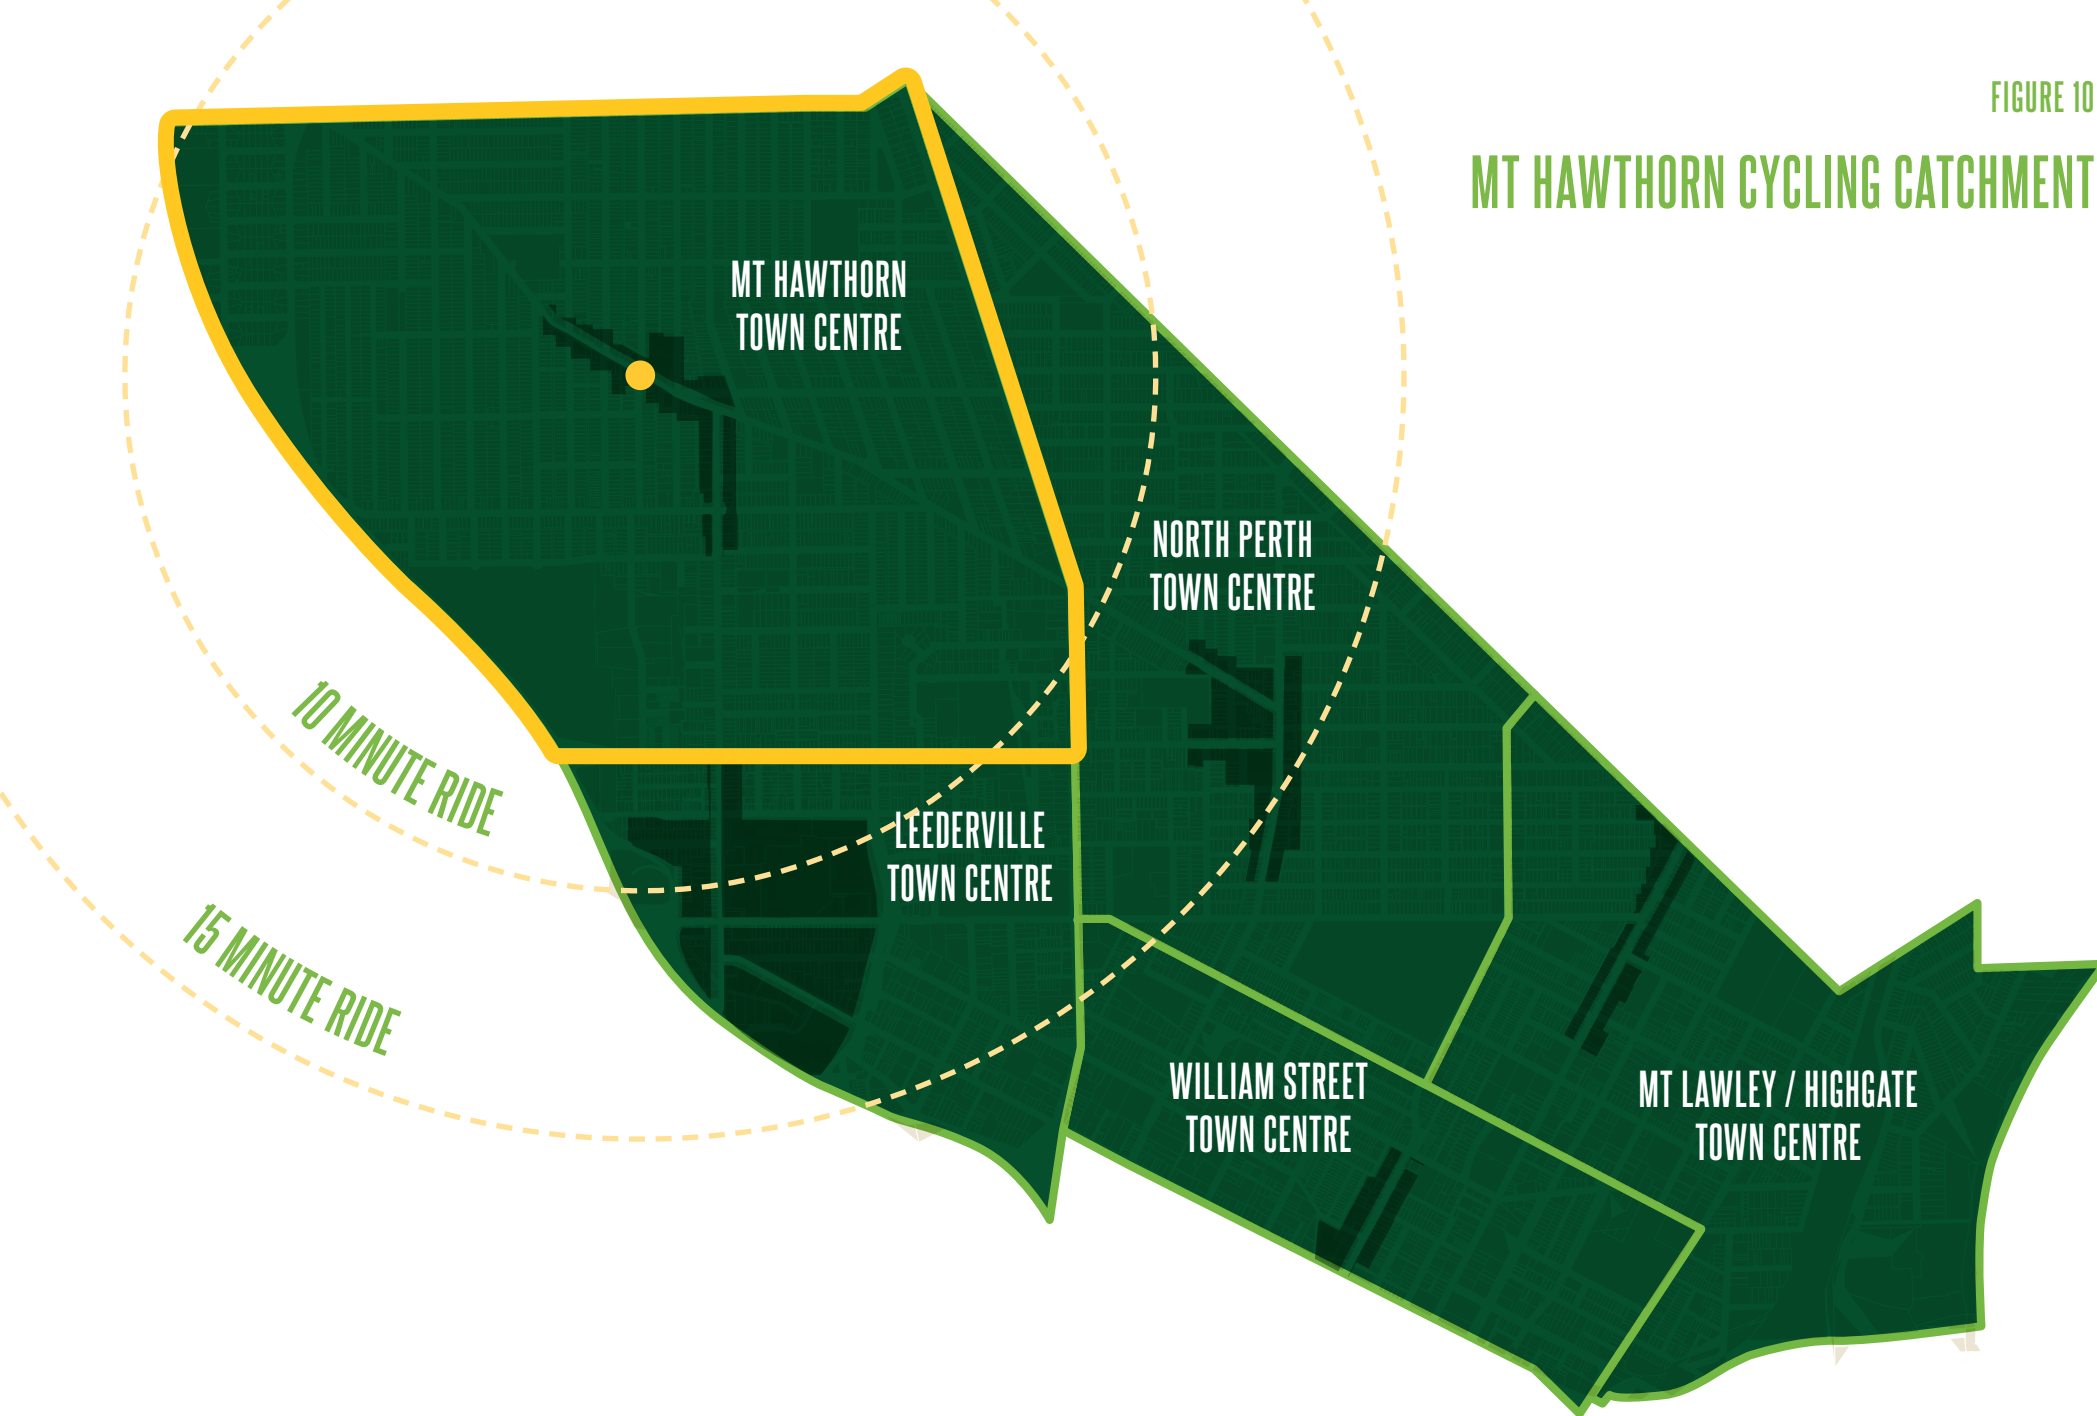 FIGURE 10
MT HAWTHORN CYCLING CATCHMENT
MT HAWTHORN
TOWN CENTRE
NORTH PERTH
TOWN CENTRE
10 MINUTE RIDE
LEEDERVILLE
TOWN CENTRE
15 MINUTE RIDE
WILLIAM STREET
TOWN CENTRE
MT LAWLEY / HIGHGATE
TOWN CENTRE